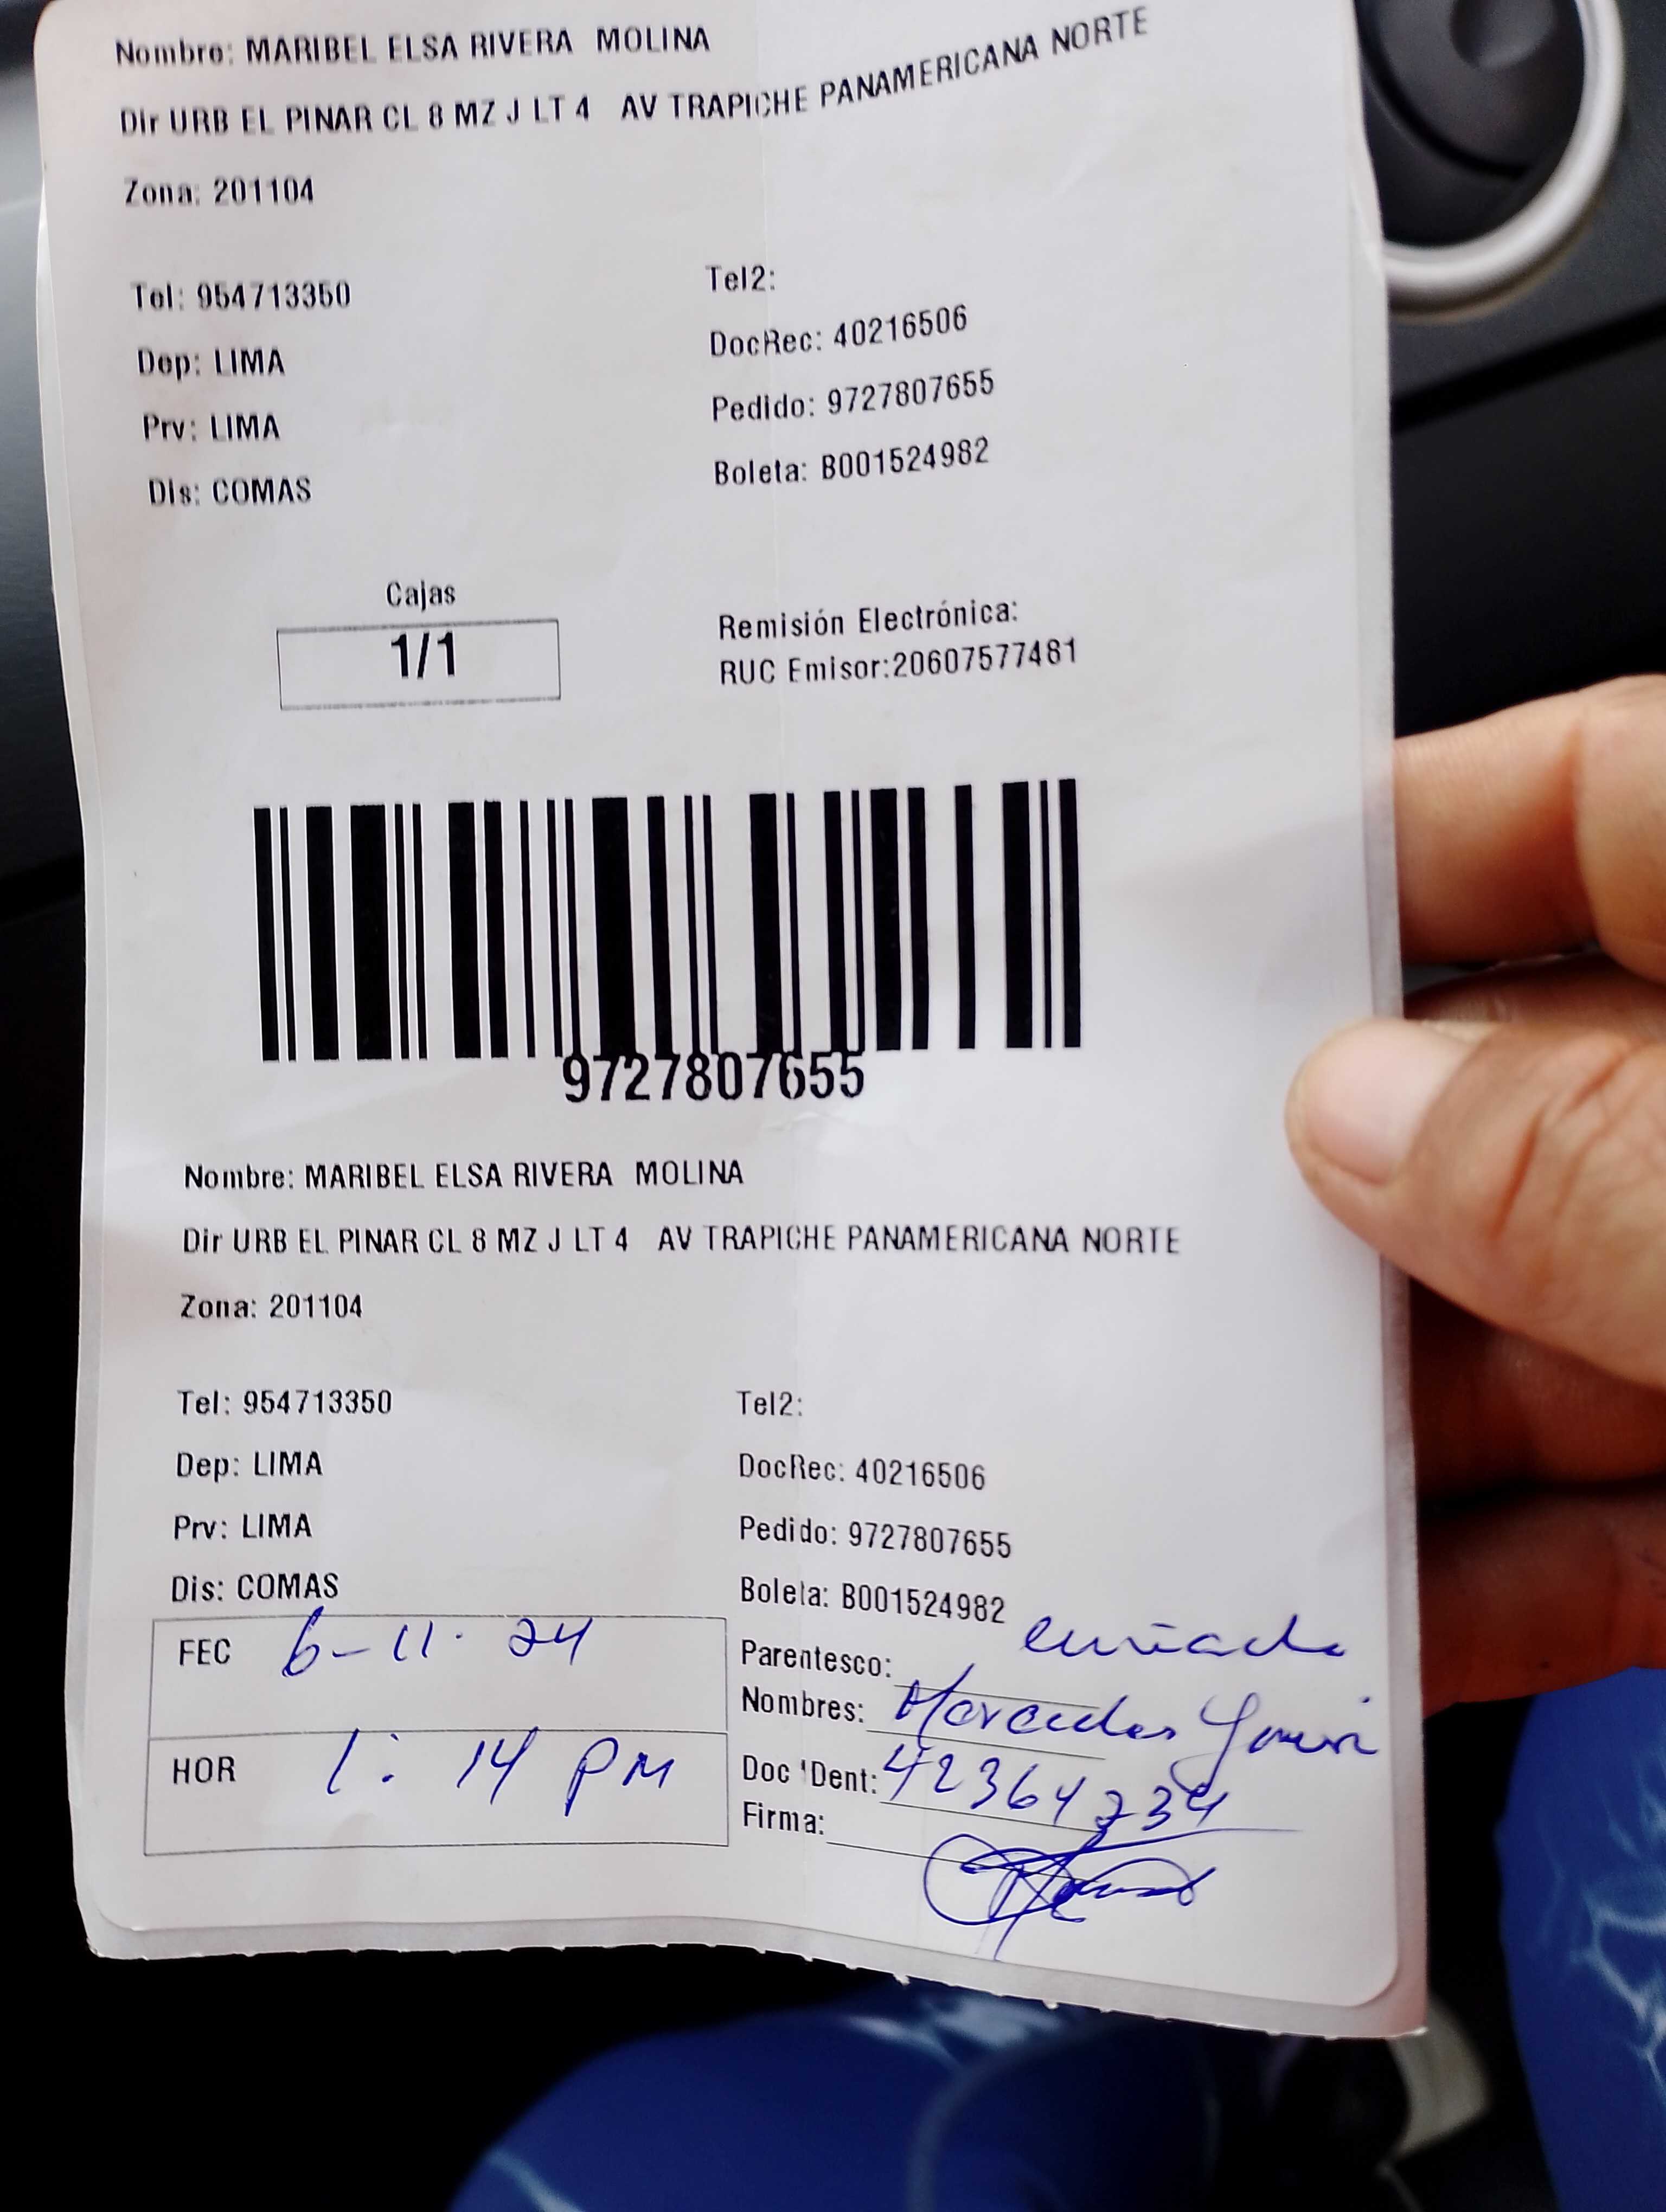 Nombre: MARIBEL ELSA RIVERA MOLINA
Dir URB EL PINAR CL 8 MZ J LT 4 AV TRAPICHE PANAMERICANA NORTE
Zona: 201104
Tel: 954713350 Tel2:
Dep: LIMA DocRec: 40216506
Prv: LIMA Pedido: 9727807655
Dis: COMAS Boleta: B001524982
Cajas
1/1
Remisión Electrónica:
RUC Emisor:20607577481
9727807655
Nombre: MARIBEL ELSA RIVERA MOLINA
Dir URB EL PINAR CL 8 MZ J LT 4 AV TRAPICHE PANAMERICANA NORTE
Zona: 201104
Tel: 954713350 Tel2:
Dep: LIMA DocRec: 40216506
Prv: LIMA Pedido: 9727807655
Dis: COMAS Boleta: B001524982
FEC 6-11-24
HOR 1:14 PM
Parentesco: cuñada
Nombres: Mercedes
Doc 'Dent: 42364234
Firma: